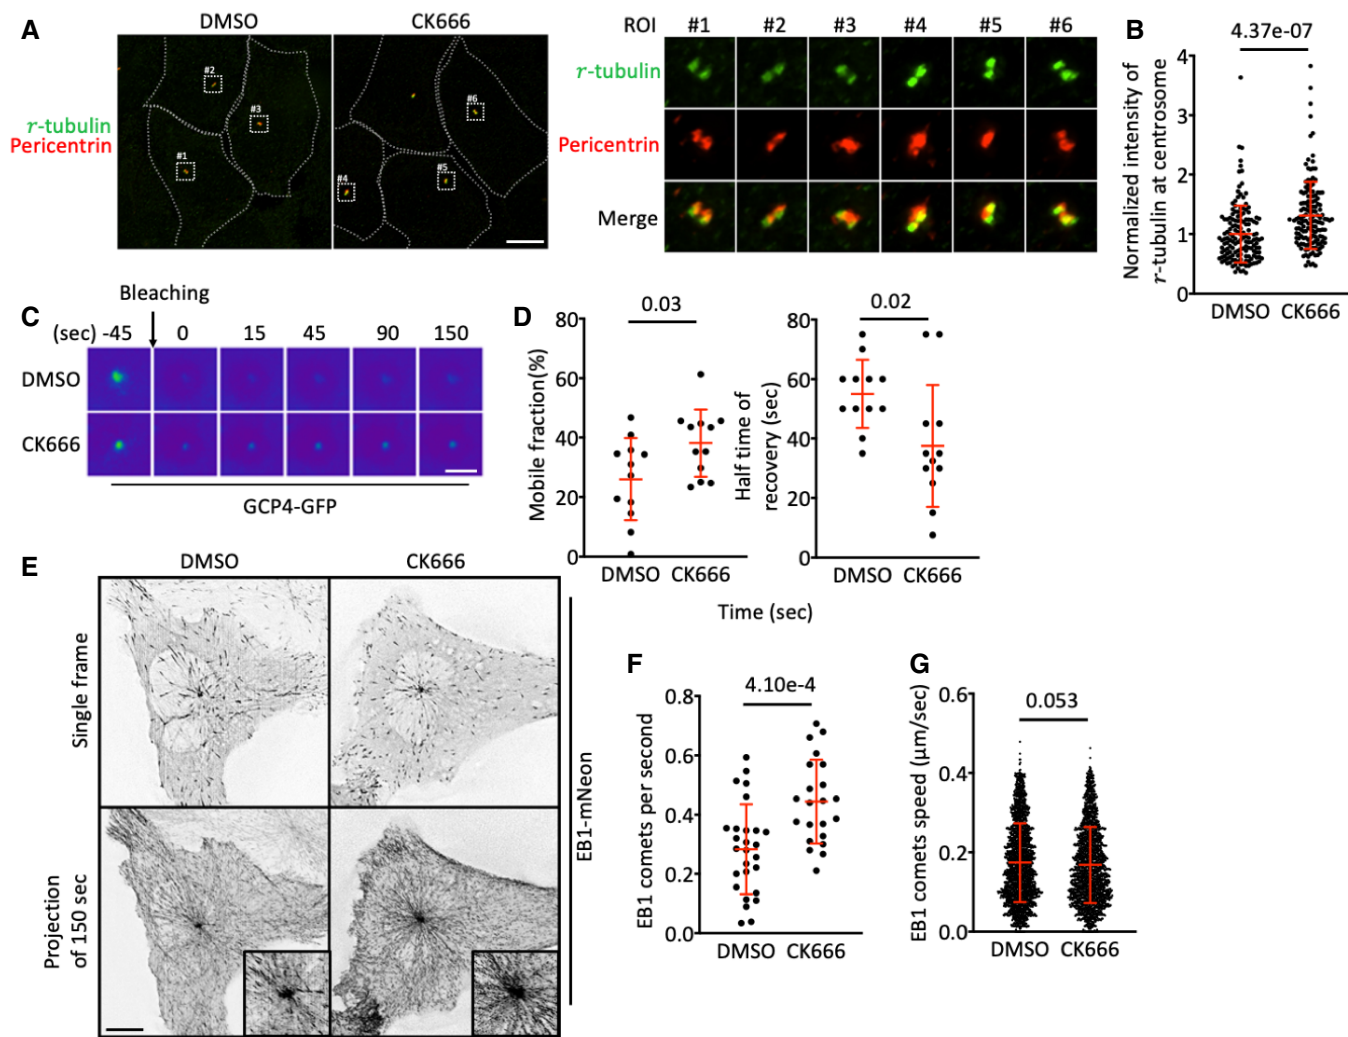 A
DMSO
CK666
r-tubulin
Pericentrin
#2
#3
#1
#6
#5
#4
ROI #1 #2 #3 #4 #5 #6
r-tubulin
Pericentrin
Merge
B
4.37e-07
Normalized intensity of
r-tubulin at centrosome
4
3
2
1
0
DMSO CK666
C
Bleaching
(sec) -45 0 15 45 90 150
DMSO
CK666
GCP4-GFP
D
0.03
Mobile fraction(%)
80
60
40
20
0
DMSO CK666
0.02
Half time of
recovery (sec)
80
60
40
20
0
DMSO CK666
Time (sec)
E
DMSO
CK666
Single frame
Projection
of 150 sec
EB1-mNeon
F
4.10e-4
EB1 comets per second
0.8
0.6
0.4
0.2
0.0
DMSO CK666
G
0.053
EB1 comets speed (μm/sec)
0.6
0.4
0.2
0.0
DMSO CK666